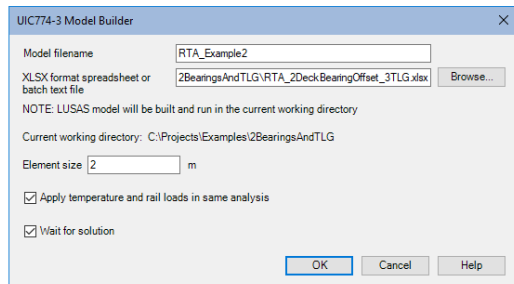 UIC774-3 Model Builder
Model filename RTA_Example2
XLSX format spreadsheet or batch text file 2BearingsAndTLG\RTA_2DeckBearingOffset_3TLG.xlsx Browse...
NOTE: LUSAS model will be built and run in the current working directory
Current working directory: C:\Projects\Examples\2BearingsAndTLG
Element size 2 m
Apply temperature and rail loads in same analysis
Wait for solution
OK Cancel Help